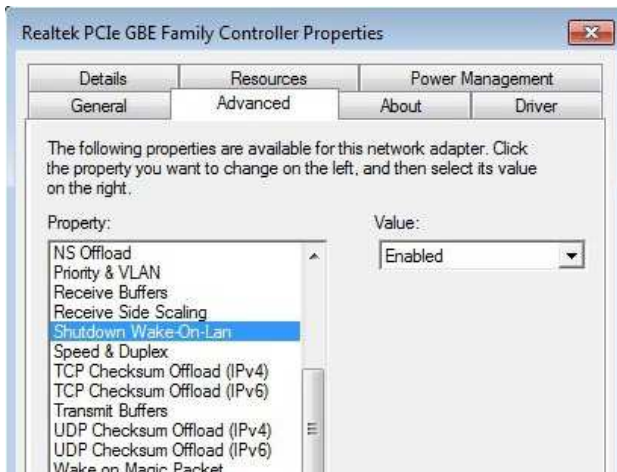 Realtek PCIe GBE Family Controller Properties
Details Resources Power Management
General Advanced About Driver
The following properties are available for this network adapter. Click
the property you want to change on the left, and then select its value
on the right.
Property:
Value:
NS Offload
Enabled
Priority & VLAN
Receive Buffers
Receive Side Scaling
Shutdown Wake-On-Lan
Speed & Duplex
TCP Checksum Offload (IPv4)
TCP Checksum Offload (IPv6)
Transmit Buffers
UDP Checksum Offload (IPv4)
UDP Checksum Offload (IPv6)
Wake on Magic Packet